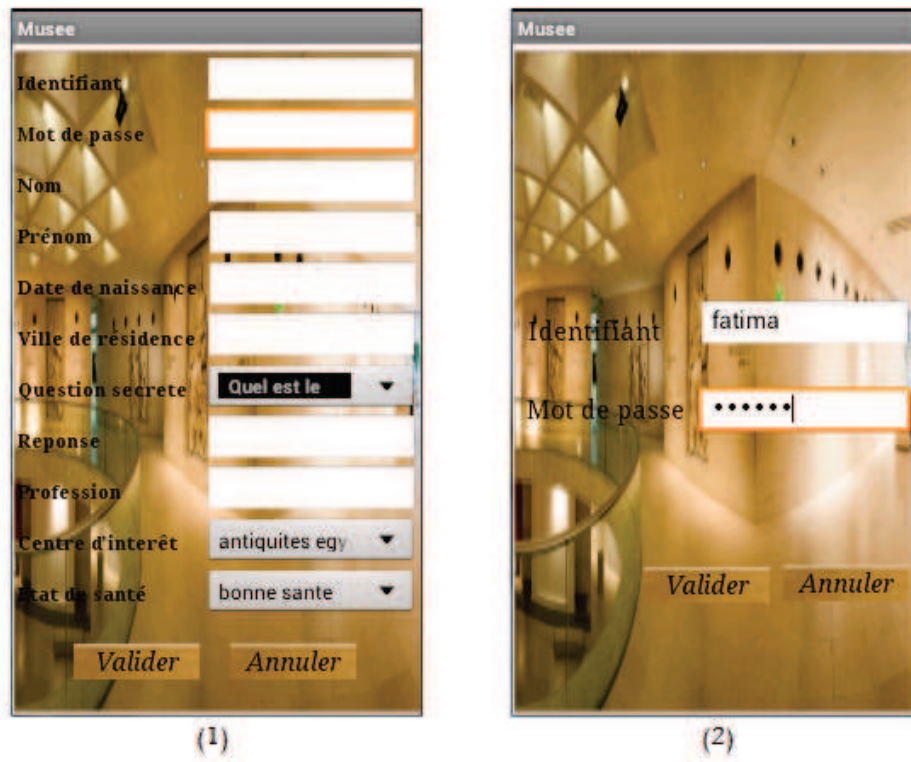 Musee
Identifiant
Mot de passe
Nom
Prénom
Date de naissance
Ville de résidence
Question secrete Quel est le
Reponse
Profession
Centre d'interêt antiquites egy
Etat de santé bonne sante
Valider Annuler
(1)
Musee
Identifiant fatima
Mot de passe ••••••
Valider Annuler
(2)